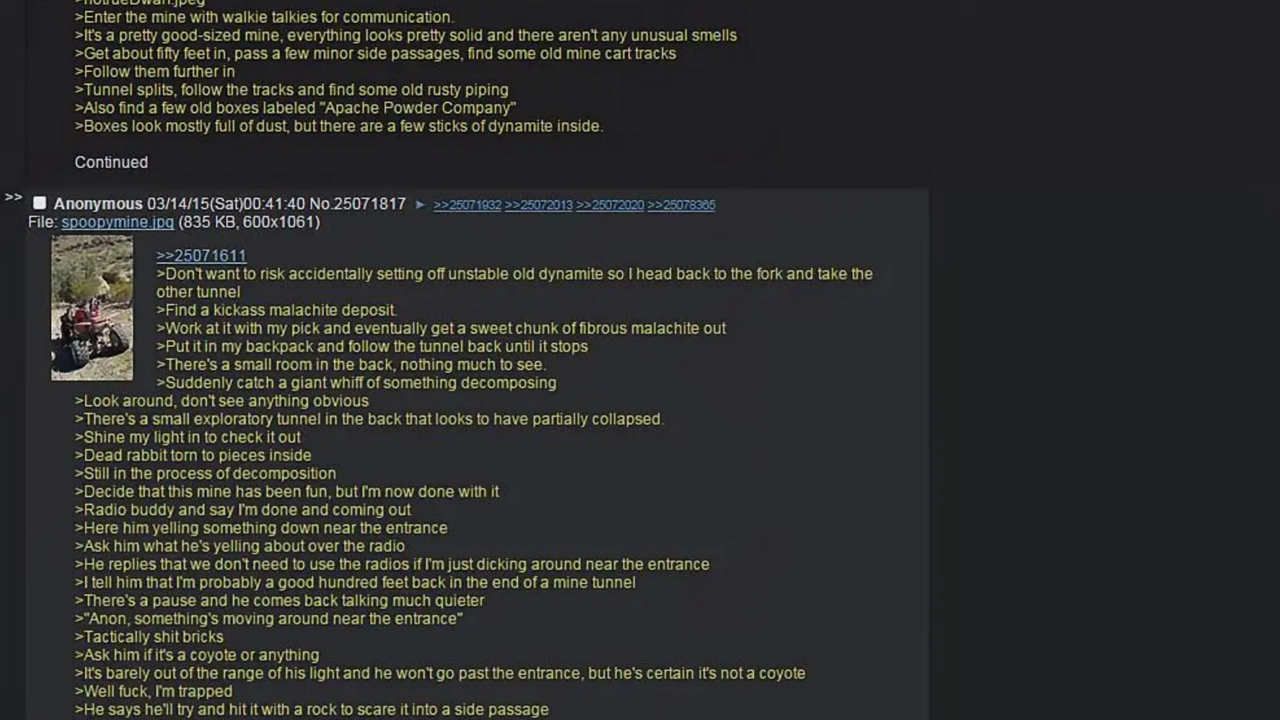 >notrueDwan.jpeg
>Enter the mine with walkie talkies for communication.
>It's a pretty good-sized mine, everything looks pretty solid and there aren't any unusual smells
>Get about fifty feet in, pass a few minor side passages, find some old mine cart tracks
>Follow them further in
>Tunnel splits, follow the tracks and find some old rusty piping
>Also find a few old boxes labeled "Apache Powder Company"
>Boxes look mostly full of dust, but there are a few sticks of dynamite inside.
Continued
>> Anonymous 03/14/15(Sat)00:41:40 No.25071817 ► >>25071932 >>25072013 >>25072020 >>25078365
File: spoopymine.jpg (835 KB, 600x1061)
>>25071611
>Don't want to risk accidentally setting off unstable old dynamite so I head back to the fork and take the
other tunnel
>Find a kickass malachite deposit.
>Work at it with my pick and eventually get a sweet chunk of fibrous malachite out
>Put it in my backpack and follow the tunnel back until it stops
>There's a small room in the back, nothing much to see.
>Suddenly catch a giant whiff of something decomposing
>Look around, don't see anything obvious
>There's a small exploratory tunnel in the back that looks to have partially collapsed.
>Shine my light in to check it out
>Dead rabbit torn to pieces inside
>Still in the process of decomposition
>Decide that this mine has been fun, but I'm now done with it
>Radio buddy and say I'm done and coming out
>Here him yelling something down near the entrance
>Ask him what he's yelling about over the radio
>He replies that we don't need to use the radios if I'm just dicking around near the entrance
>I tell him that I'm probably a good hundred feet back in the end of a mine tunnel
>There's a pause and he comes back talking much quieter
>"Anon, something's moving around near the entrance"
>Tactically shit bricks
>Ask him if it's a coyote or anything
>It's barely out of the range of his light and he won't go past the entrance, but he's certain it's not a coyote
>Well fuck, I'm trapped
>He says he'll try and hit it with a rock to scare it into a side passage